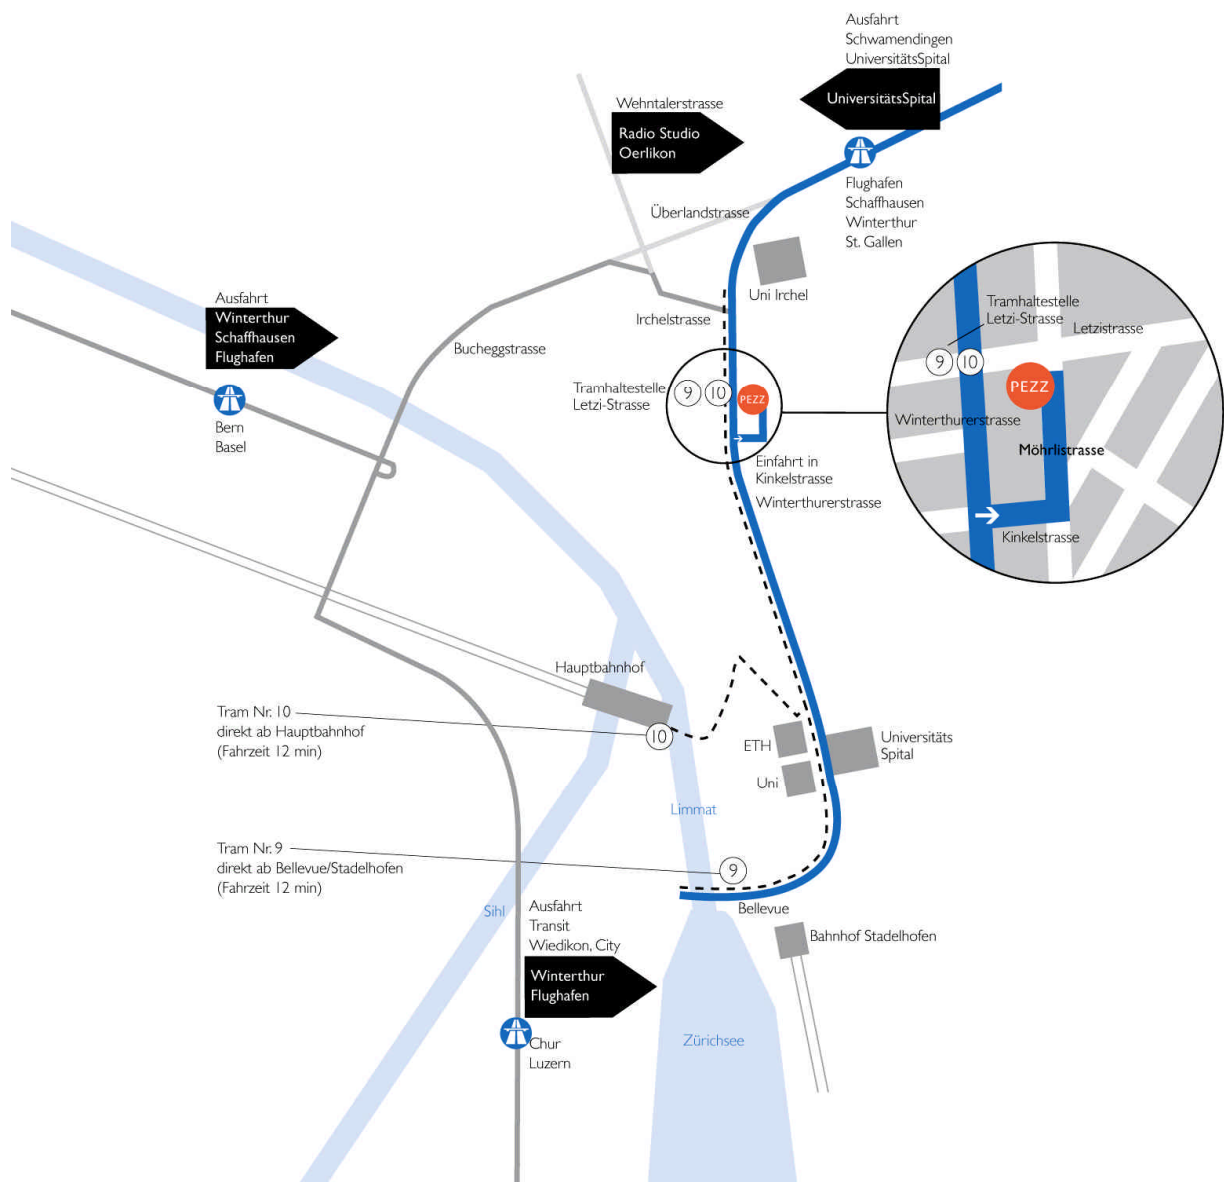 Ausfahrt
Schwamendingen
UniversitätsSpital
UniversitätsSpital
Wehntalerstrasse
Radio Studio
Oerlikon
Flughafen
Schaffhausen
Winterthur
St. Gallen
Überlandstrasse
Uni Irchel
Ausfahrt
Winterthur
Schaffhausen
Flughafen
Irchelstrasse
Bucheggstrasse
Bern
Basel
Tramhaltestelle
Letzi-Strasse
9
10
PEZZ
Einfahrt in
Kinkelstrasse
Winterthurerstrasse
Tramhaltestelle
Letzi-Strasse
Letzistrasse
9
10
PEZZ
Winterthurerstrasse
Möhrlistrasse
Kinkelstrasse
Hauptbahnhof
Tram Nr. 10
direkt ab Hauptbahnhof
(Fahrzeit 12 min)
10
ETH
Uni
Universitäts
Spital
Limmat
Tram Nr. 9
direkt ab Bellevue/Stadelhofen
(Fahrzeit 12 min)
9
Bellevue
Sihl
Ausfahrt
Transit
Wiedikon, City
Winterthur
Flughafen
Bahnhof Stadelhofen
Zürichsee
Chur
Luzern